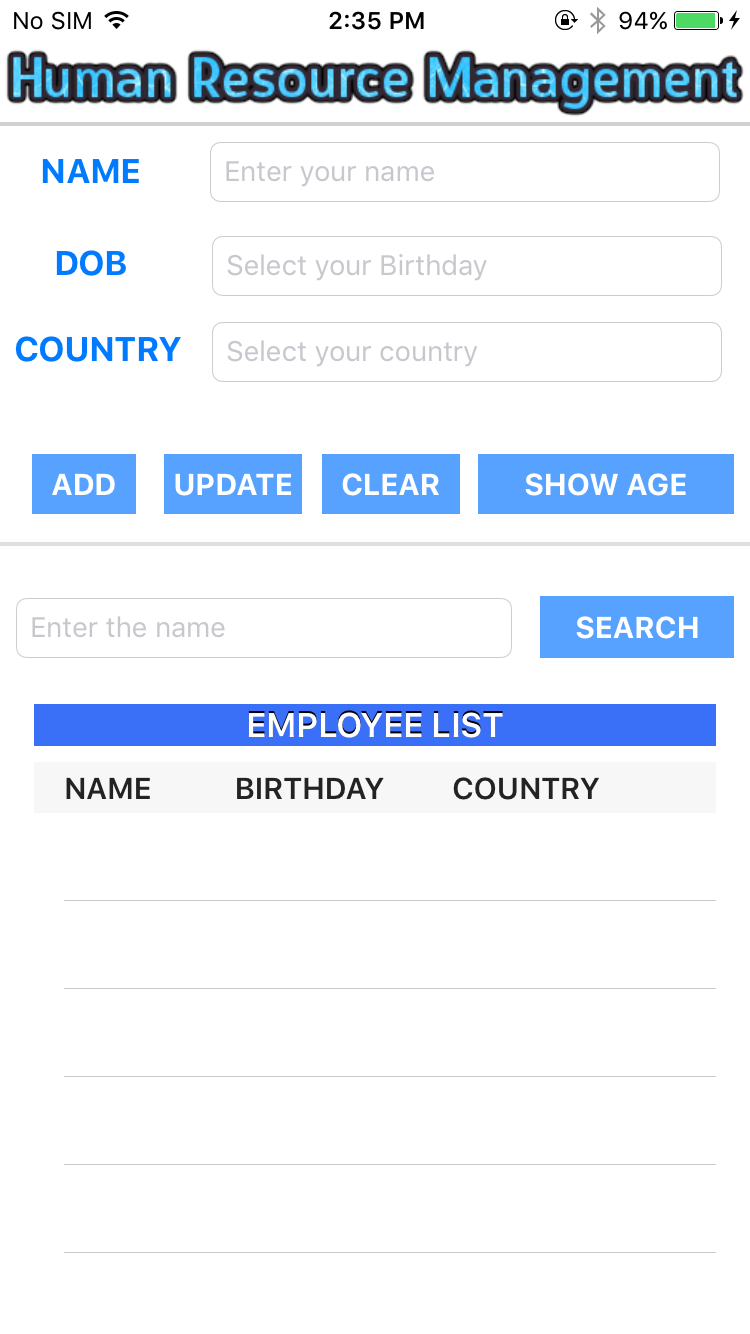 No SIM 2:35 PM 94%
Human Resource Management
NAME Enter your name
DOB Select your Birthday
COUNTRY Select your country
ADD UPDATE CLEAR SHOW AGE
Enter the name SEARCH
EMPLOYEE LIST
NAME BIRTHDAY COUNTRY